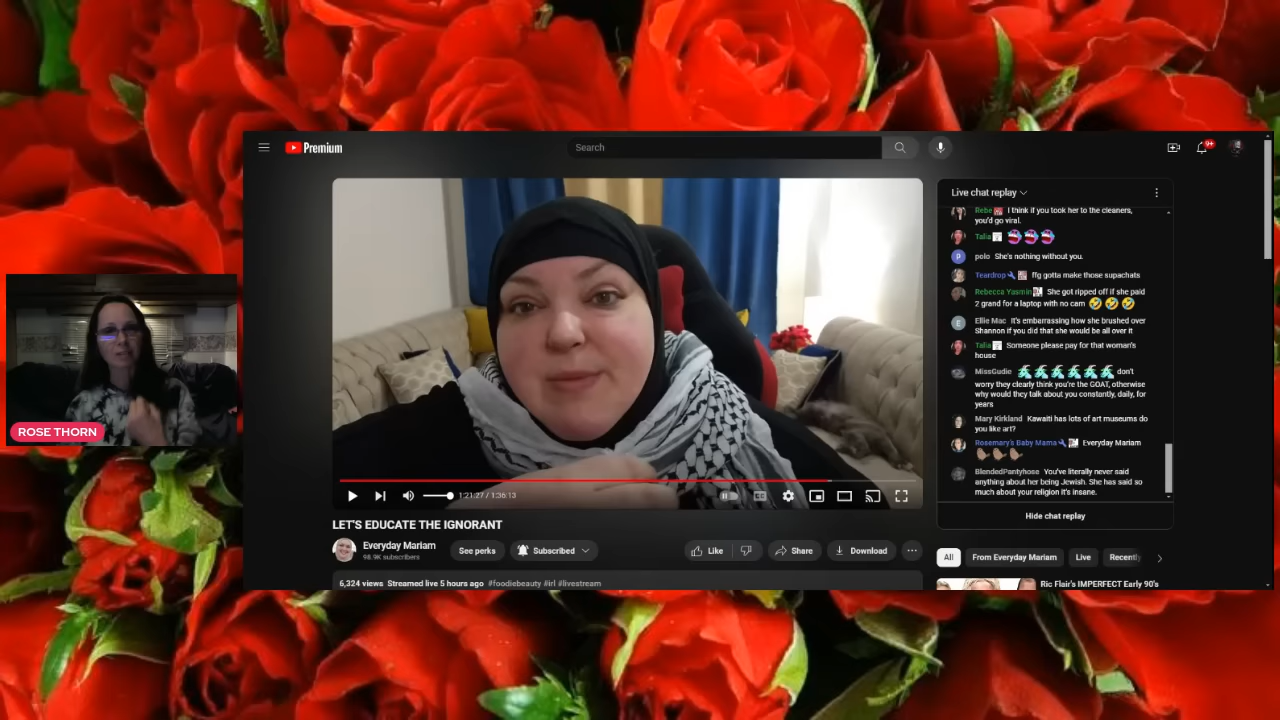 Premium
Search
9+
Live chat replay
Rebe I think if you took her to the cleaners,
you'd go viral.
Talia
P polo She's nothing without you.
Teardrop ffg gotta make those supachats
Rebecca Yasmin She got ripped off if she paid
2 grand for a laptop with no cam
E Ellie Mac It's embarrassing how she brushed over
Shannon if you did that she would be all over it
Talia Someone please pay for that woman's
house
MissGudie don't
worry they clearly think you're the GOAT, otherwise
why would they talk about you constantly, daily, for
years
Mary Kirkland Kawaiti has lots of art museums do
you like art?
Rosemary's Baby Mama Everyday Mariam
BlendedPantyhose You've literally never said
anything about her being Jewish. She has said so
much about your religion it's insane.
Hide chat replay
ROSE THORN
1:21:27 / 1:36:13
LET'S EDUCATE THE IGNORANT
Everyday Mariam
98.9K subscribers
See perks
Subscribed
Like
Share
Download
6,324 views Streamed live 5 hours ago #foodiebeauty #irl #livestream
All
From Everyday Mariam
Live
Recentl
Ric Flair's IMPERFECT Early 90's